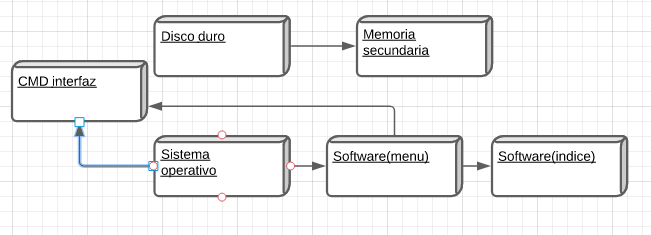 Disco duro
Memoria
secundaria
CMD interfaz
Sistema
operativo
Software(menu)
Software(indice)